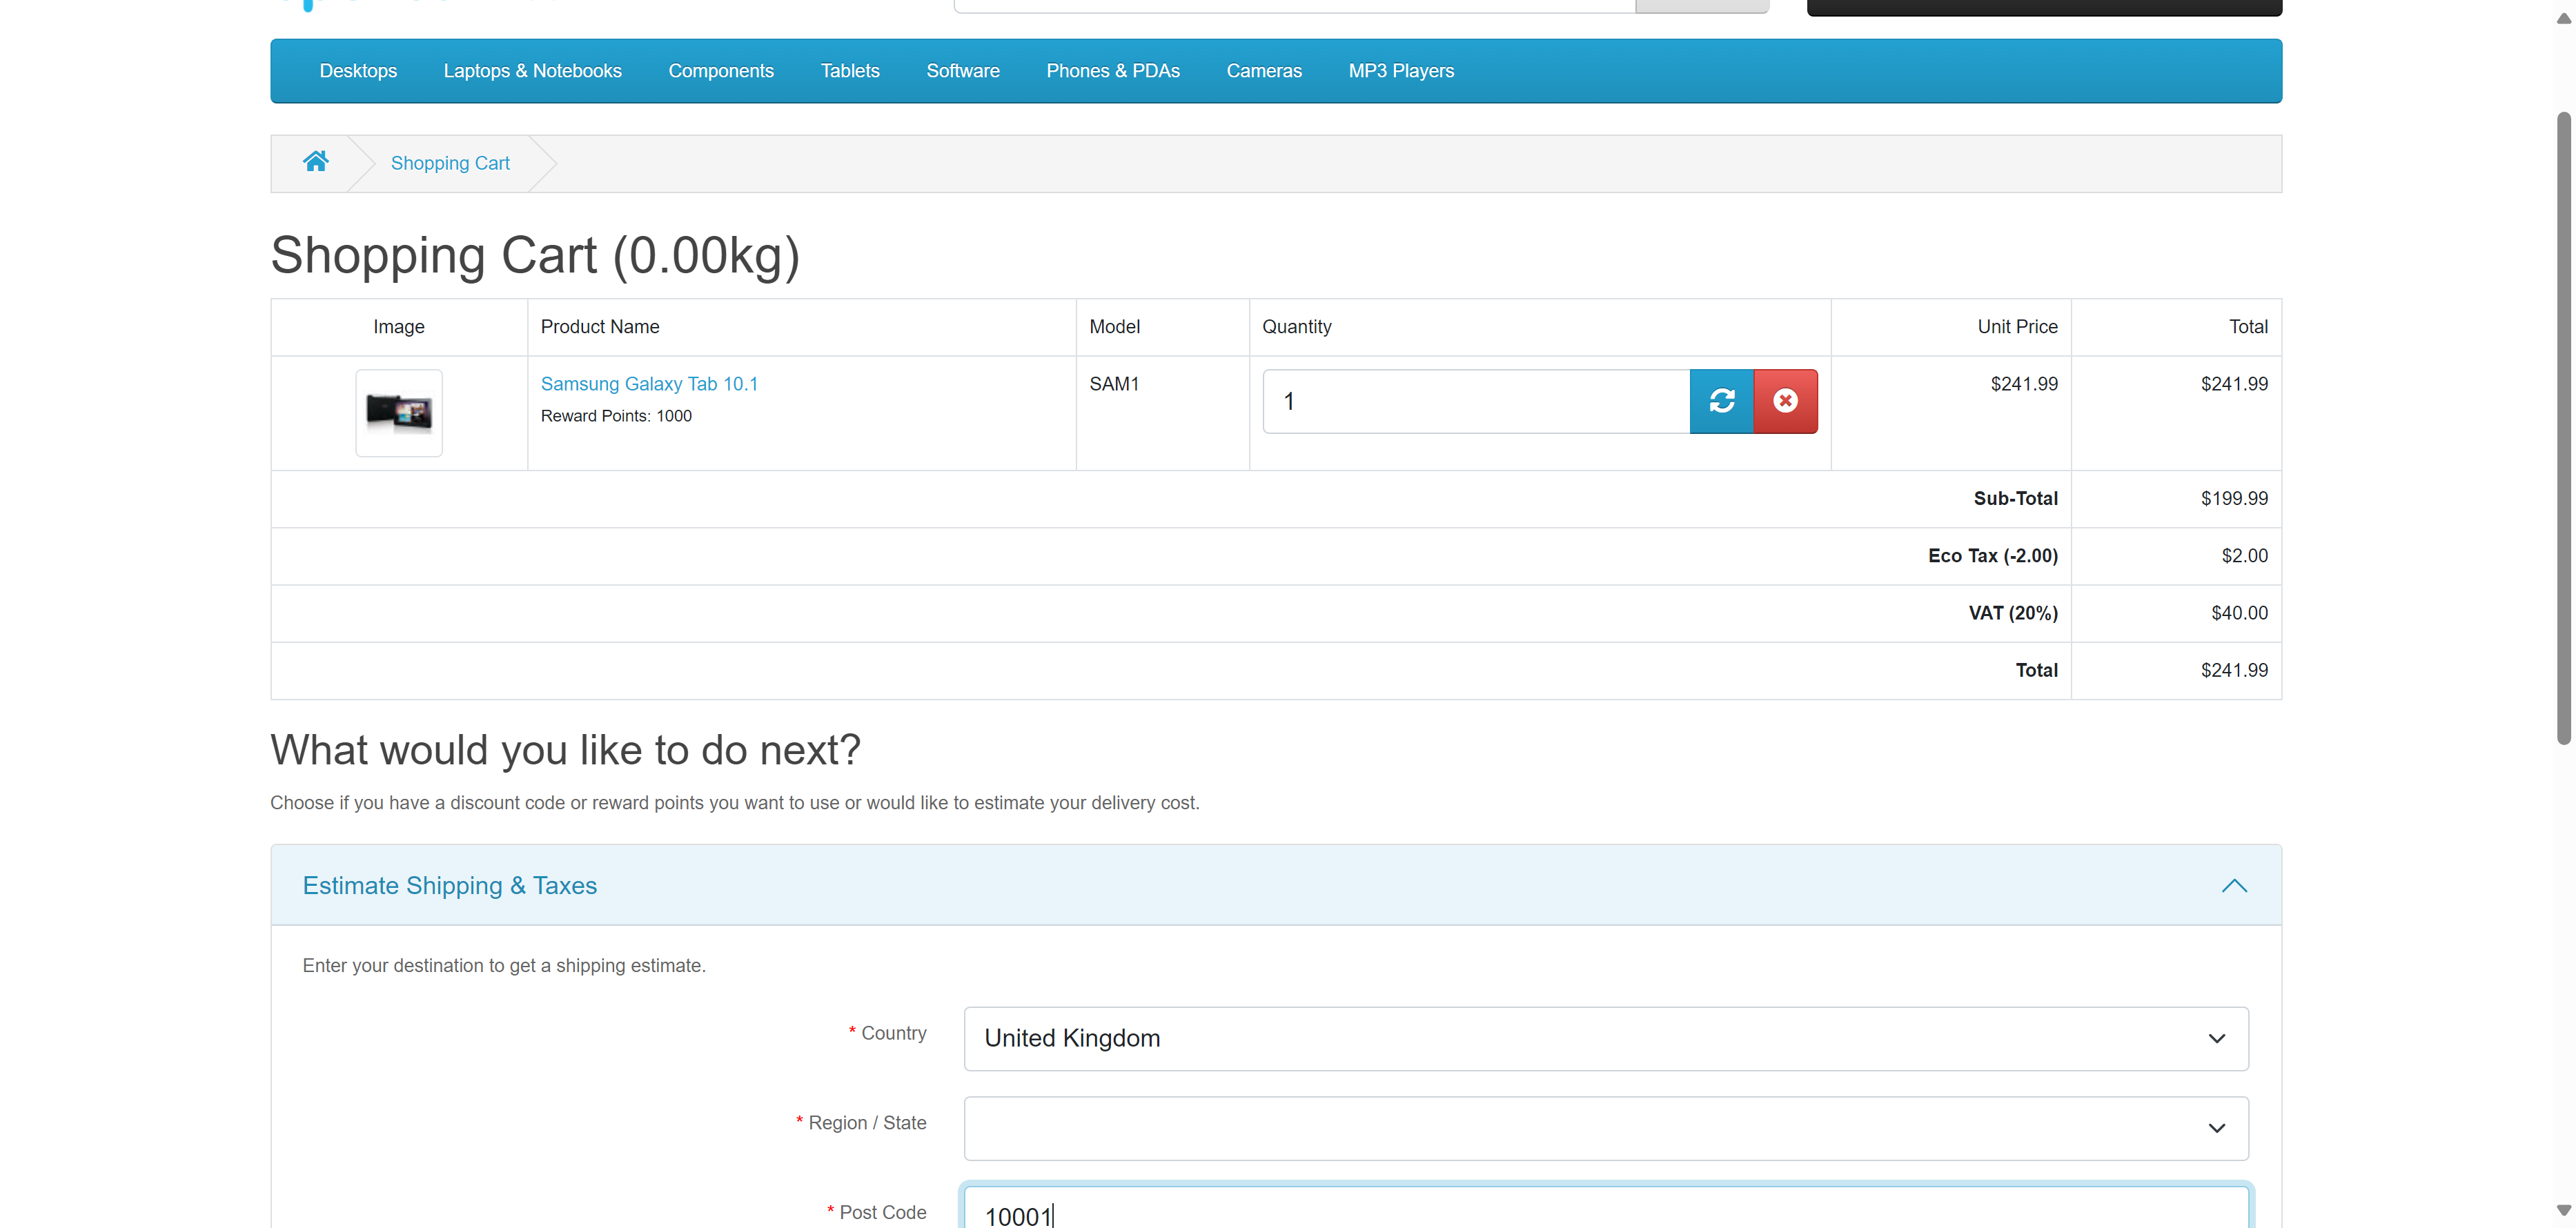 Desktops Laptops & Notebooks Components Tablets Software Phones & PDAs Cameras MP3 Players
Shopping Cart
Shopping Cart (0.00kg)
Image Product Name Model Quantity Unit Price Total
Samsung Galaxy Tab 10.1 SAM1 1 $241.99 $241.99
Reward Points: 1000
Sub-Total $199.99
Eco Tax (-2.00) $2.00
VAT (20%) $40.00
Total $241.99
What would you like to do next?
Choose if you have a discount code or reward points you want to use or would like to estimate your delivery cost.
Estimate Shipping & Taxes
Enter your destination to get a shipping estimate.
* Country United Kingdom
* Region / State
* Post Code 10001